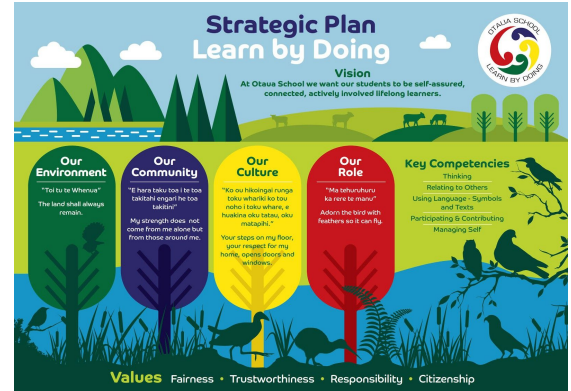 Strategic Plan
Learn by Doing
OTAUA SCHOOL
LEARN BY DOING
Vision
At Otaua School we want our students to be self-assured,
connected, actively involved lifelong learners.
Our
Environment
"Toi tu te Whenua"
The land shall always
remain.
Our
Community
"E hara taku toa i te toa
takitahi engari he toa
takitini"
My strength does not
come from me alone but
from those around me.
Our
Culture
"Ko ou hikoingai runga
toku whariki ko tou
noho i toku whare, e
huakina oku tatau, oku
matapihi."
Your steps on my floor,
your respect for my
home, opens doors and
windows.
Our
Role
"Ma tehuruhuru
ka rere te manu"
Adorn the bird with
feathers so it can fly.
Key Competencies
Thinking
Relating to Others
Using Language - Symbols
and Texts
Participating & Contributing
Managing Self
Values Fairness • Trustworthiness • Responsibility • Citizenship